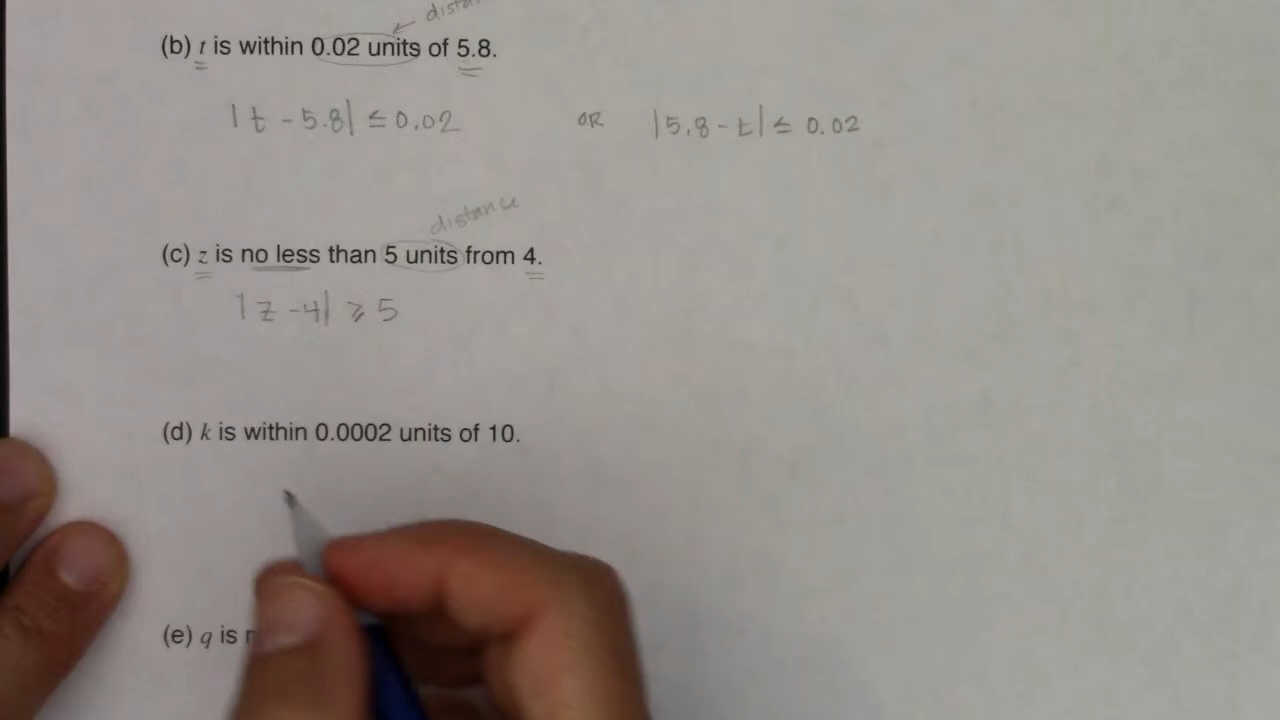 dista
(b) t is within 0.02 units of 5.8.
|t - 5.8| ≤ 0.02 OR |5.8 - t| ≤ 0.02
distance
(c) z is no less than 5 units from 4.
|z - 4| ⩾ 5
(d) k is within 0.0002 units of 10.
(e) q is